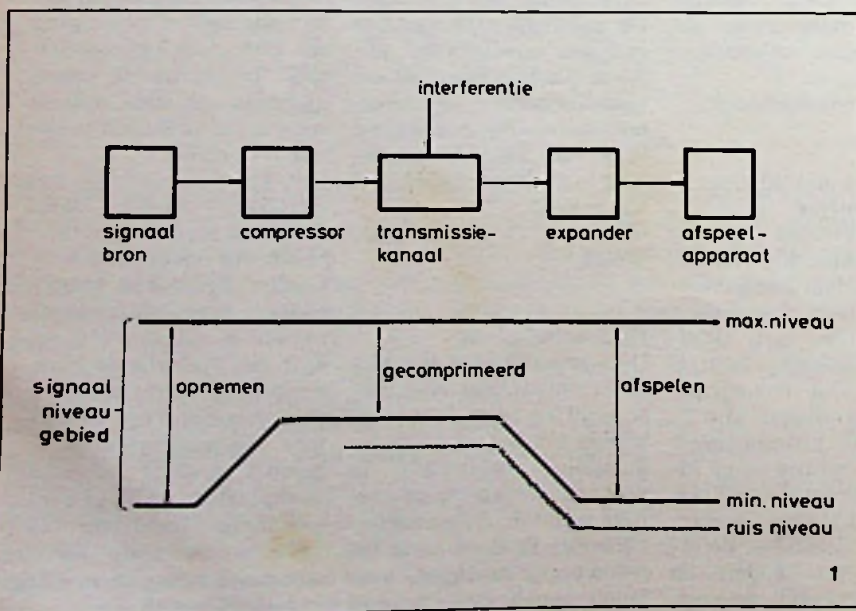 interferentie
signaal
bron
compressor
transmissie-
kanaal
expander
afspeel-
apparaat
max.niveau
signaal
niveau
gebied
opnemen
gecomprimeerd
afspelen
min. niveau
ruis niveau
1